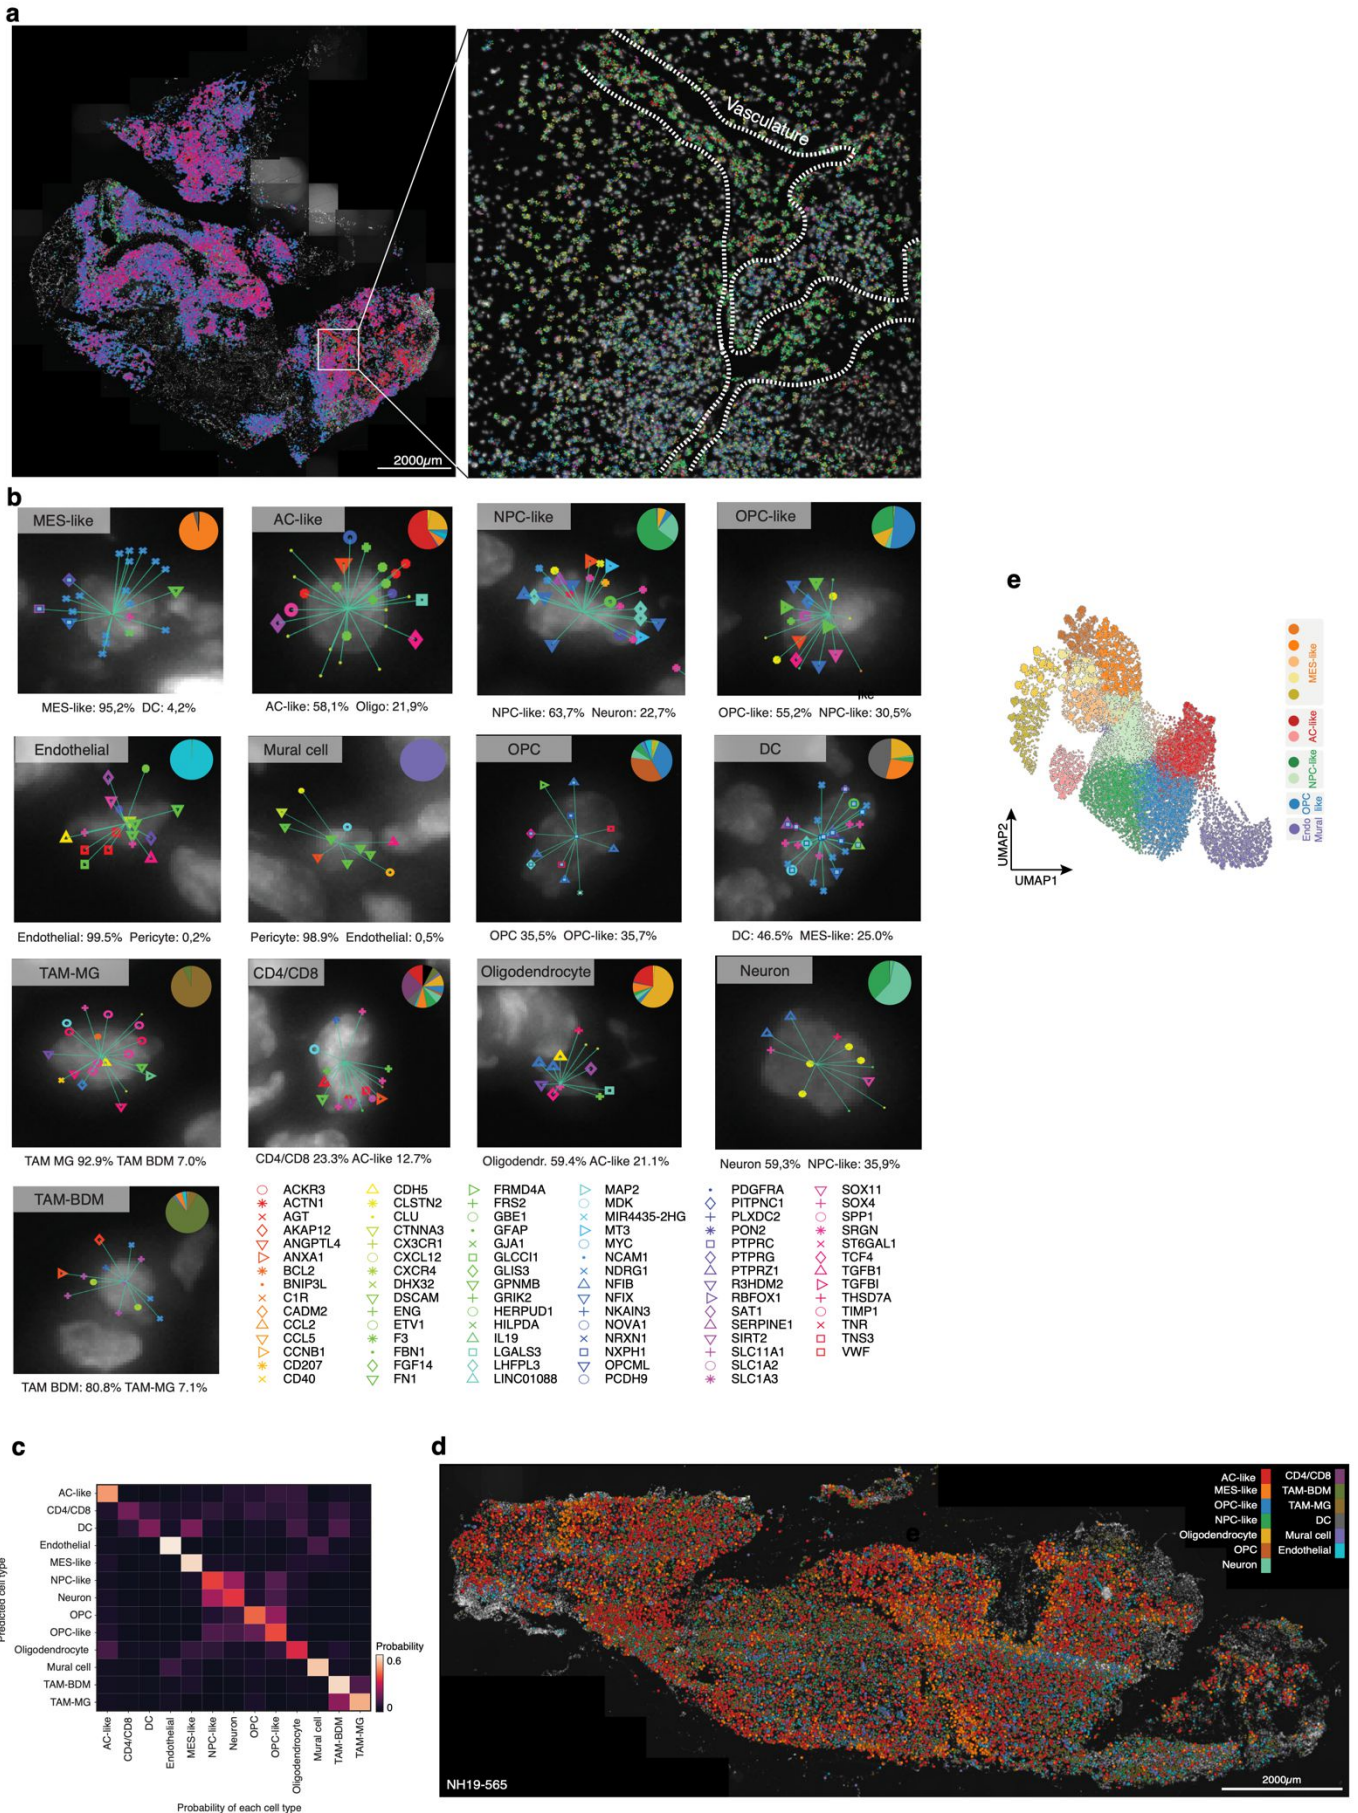 a
Vasculature
2000µm
b
MES-like
AC-like
NPC-like
OPC-like
MES-like: 95,2% DC: 4,2%
AC-like: 58,1% Oligo: 21,9%
NPC-like: 63,7% Neuron: 22,7%
OPC-like: 55,2% NPC-like: 30,5%
Endothelial
Mural cell
OPC
DC
Endothelial: 99.5% Pericyte: 0,2%
Pericyte: 98.9% Endothelial: 0,5%
OPC 35,5% OPC-like: 35,7%
DC: 46.5% MES-like: 25.0%
TAM-MG
CD4/CD8
Oligodendrocyte
Neuron
TAM MG 92.9% TAM BDM 7.0%
CD4/CD8 23.3% AC-like 12.7%
Oligodendr. 59.4% AC-like 21.1%
Neuron 59,3% NPC-like: 35,9%
TAM-BDM
TAM BDM: 80.8% TAM-MG 7.1%
ACKR3
ACTN1
AGT
AKAP12
ANGPTL4
ANXA1
BCL2
BNIP3L
C1R
CADM2
CCL2
CCL5
CCNB1
CD207
CD40
CDH5
CLSTN2
CLU
CTNNA3
CX3CR1
CXCL12
CXCR4
DHX32
DSCAM
ENG
ETV1
F3
FBN1
FGF14
FN1
FRMD4A
FRS2
GBE1
GFAP
GJA1
GLCCI1
GLIS3
GPNMB
GRIK2
HERPUD1
HILPDA
IL19
LGALS3
LHFPL3
LINC01088
MAP2
MDK
MIR4435-2HG
MT3
MYC
NCAM1
NDRG1
NFIB
NFIX
NKAIN3
NOVA1
NRXN1
NXPH1
OPCML
PCDH9
PDGFRA
PITPNC1
PLXDC2
PON2
PTPRC
PTPRG
PTPRZ1
R3HDM2
RBFOX1
SAT1
SERPINE1
SIRT2
SLC11A1
SLC1A2
SLC1A3
SOX11
SOX4
SPP1
SRGN
ST6GAL1
TCF4
TGFB1
TGFBI
THSD7A
TIMP1
TNR
TNS3
VWF
e
MES-like
AC-like
NPC-like
OPC
like
Endo
Mural
UMAP2
UMAP1
c
Predicted cell type
AC-like
CD4/CD8
DC
Endothelial
MES-like
NPC-like
Neuron
OPC
OPC-like
Oligodendrocyte
Mural cell
TAM-BDM
TAM-MG
AC-like
CD4/CD8
DC
Endothelial
MES-like
NPC-like
Neuron
OPC
OPC-like
Oligodendrocyte
Mural cell
TAM-BDM
TAM-MG
Probability of each cell type
Probability
0.6
0
d
e
AC-like
MES-like
OPC-like
NPC-like
Oligodendrocyte
OPC
Neuron
CD4/CD8
TAM-BDM
TAM-MG
DC
Mural cell
Endothelial
NH19-565
2000µm